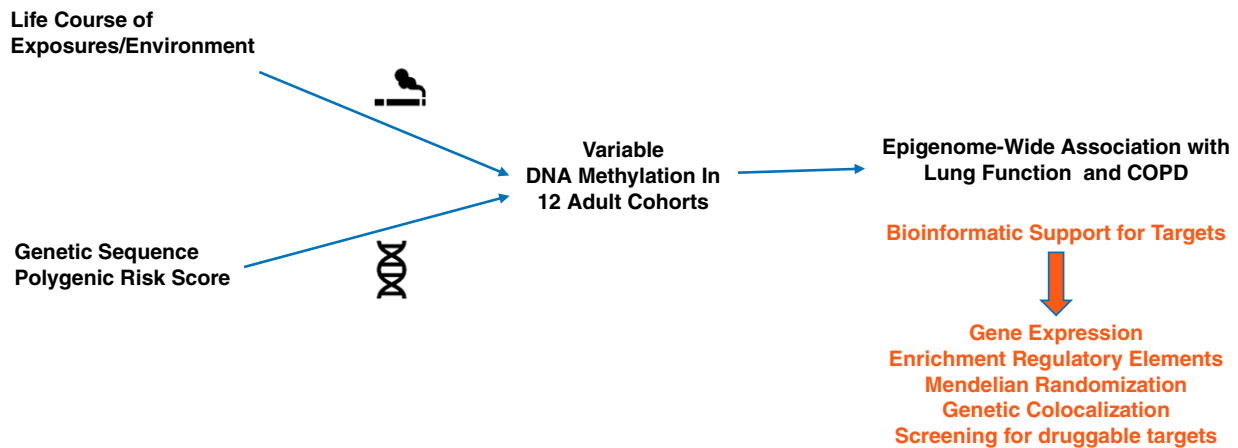 Life Course of
Exposures/Environment
Genetic Sequence
Polygenic Risk Score
Variable
DNA Methylation In
12 Adult Cohorts
Epigenome-Wide Association with
Lung Function and COPD
Bioinformatic Support for Targets
Gene Expression
Enrichment Regulatory Elements
Mendelian Randomization
Genetic Colocalization
Screening for druggable targets